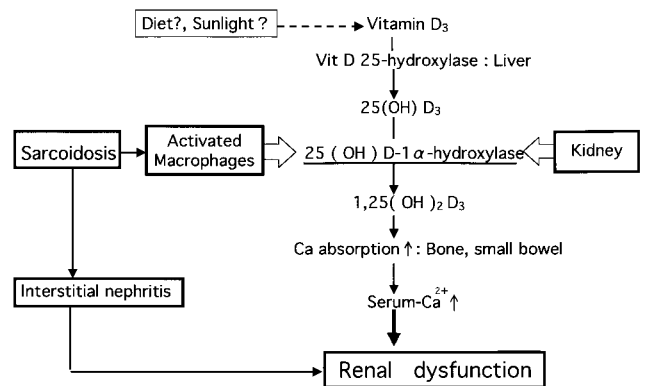 Diet?, Sunlight ?
Vitamin D₃
Vit D 25-hydroxylase : Liver
25(OH) D₃
Sarcoidosis
Activated
Macrophages
25 ( OH ) D-1α-hydroxylase
Kidney
1,25( OH )₂ D₃
Ca absorption ↑: Bone, small bowel
Interstitial nephritis
Serum-Ca²⁺ ↑
Renal dysfunction